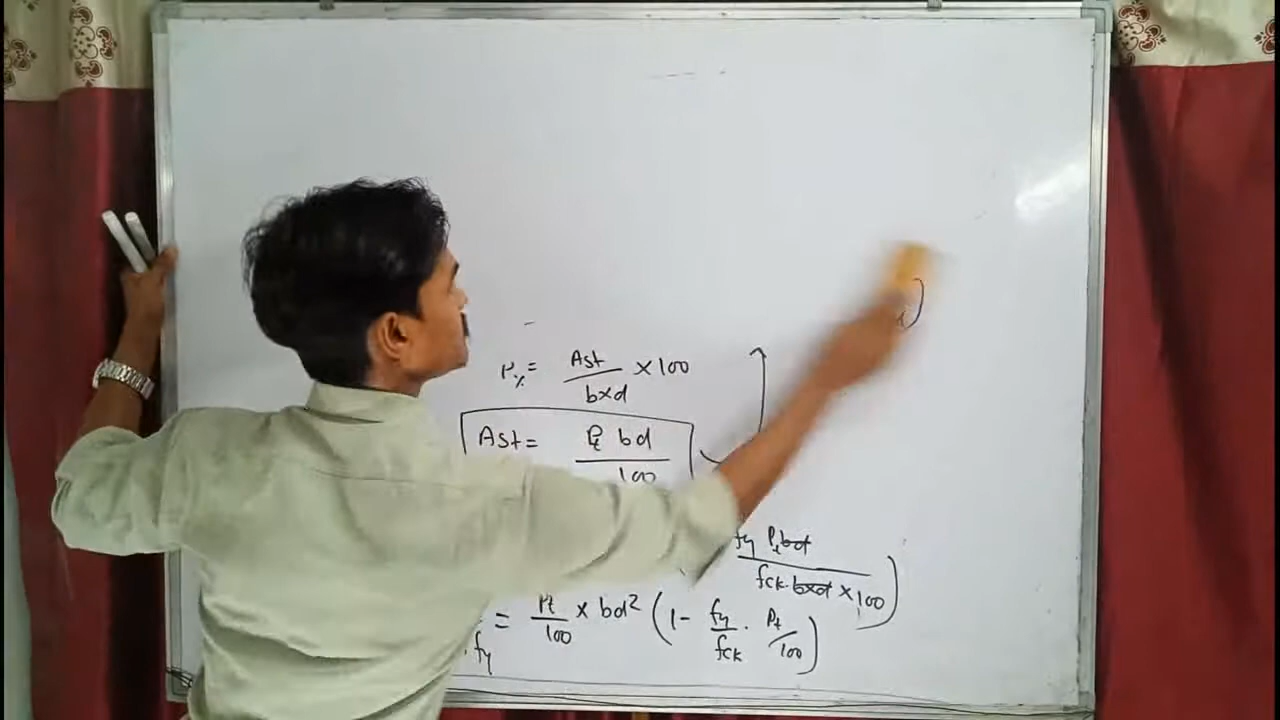 P% = Ast / b×d × 100
Ast = Pt bd / 100
fy Pt bd / fck. b×d × 100 )
. fy = Pt / 100 × bd² ( 1 - fy / fck . Pt / 100 )